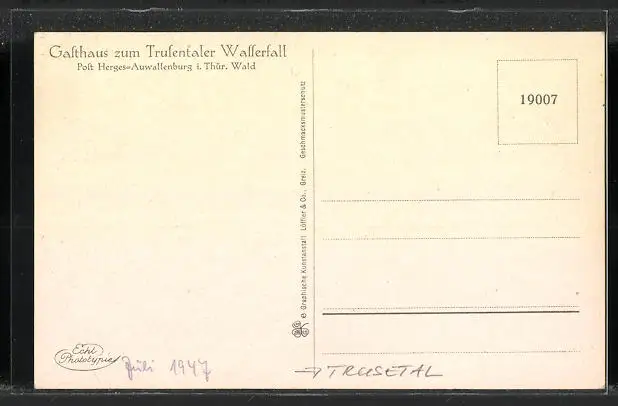 Gasthaus zum Trusentaler Wasserfall
Post Herges=Auwallenburg i. Thür. Wald
19007
© Graphische Kunstanstalt Löffler & Co., Greiz. Geschmacksmusterschutz
Echt
Phototypie
Juli 1947
→ TRUSETAL